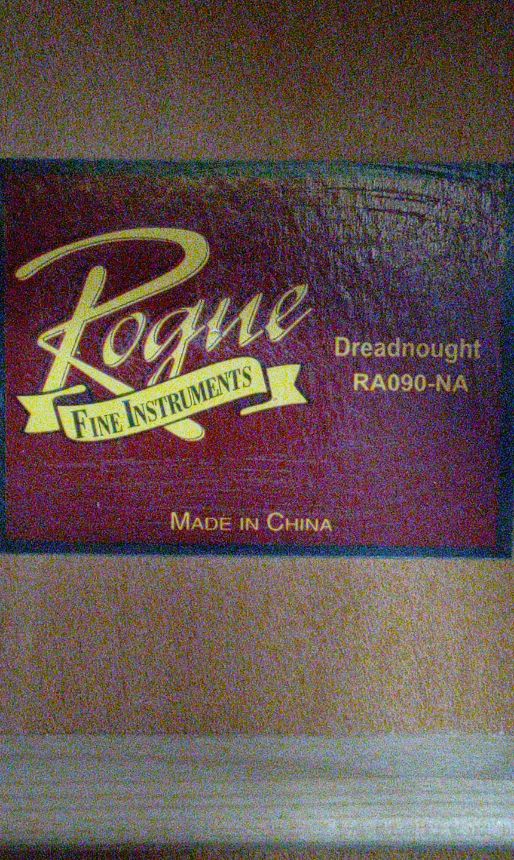 Rogue
FINE INSTRUMENTS
Dreadnought
RA090-NA
MADE IN CHINA